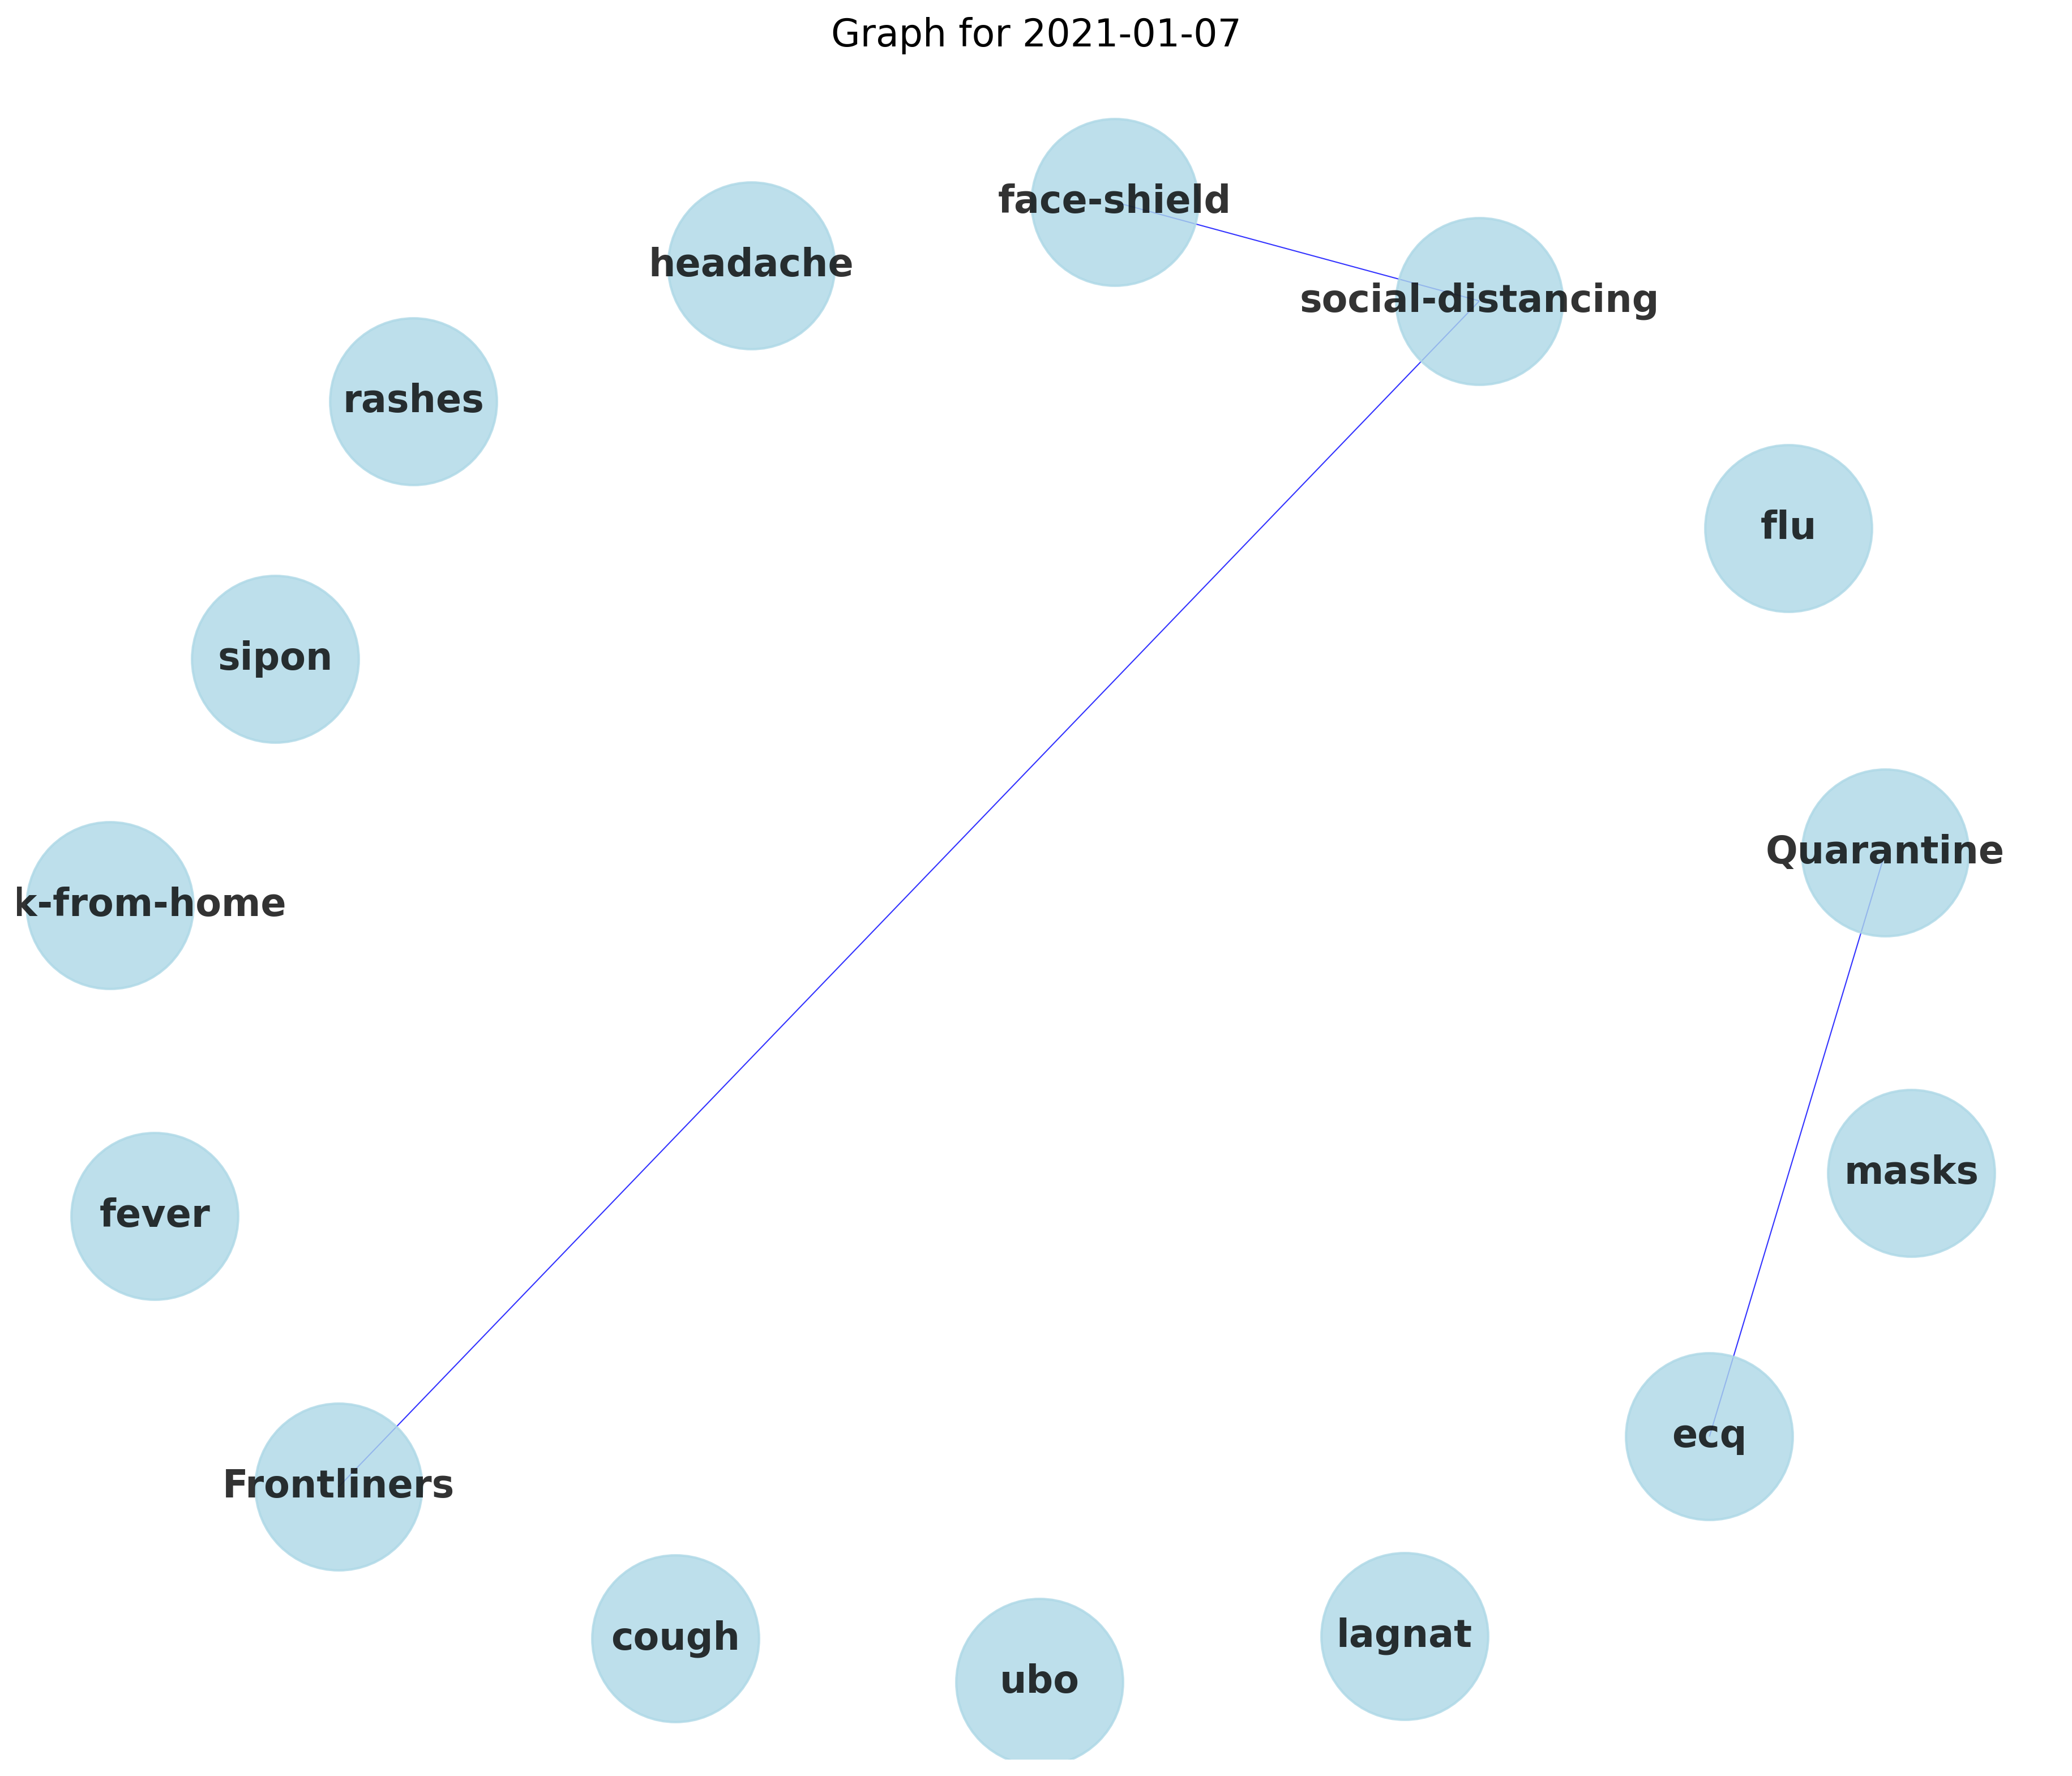 Graph for 2021-01-07
face-shield
headache
social-distancing
rashes
flu
sipon
Quarantine
k-from-home
masks
fever
ecq
Frontliners
lagnat
cough
ubo